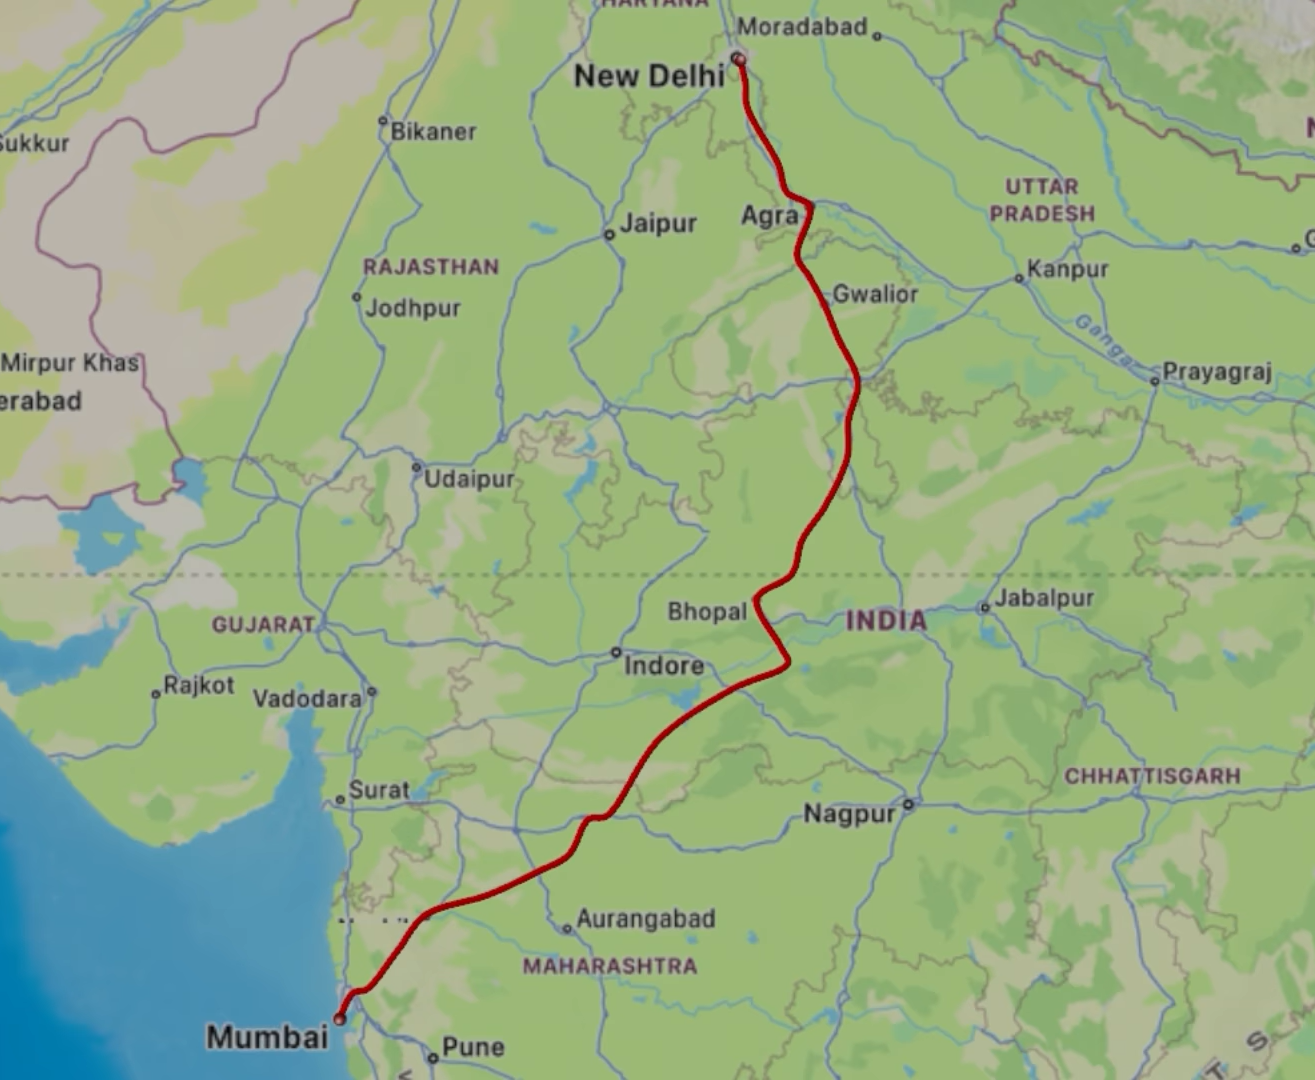 HARYANA
Moradabad
New Delhi
Bikaner
Sukkur
UTTAR
PRADESH
Jaipur
Agra
RAJASTHAN
Kanpur
Gwalior
Jodhpur
Ganga
Mirpur Khas
Prayagraj
erabad
Udaipur
Jabalpur
Bhopal
INDIA
GUJARAT
Indore
Rajkot
Vadodara
CHHATTISGARH
Surat
Nagpur
Aurangabad
MAHARASHTRA
Mumbai
Pune
T S